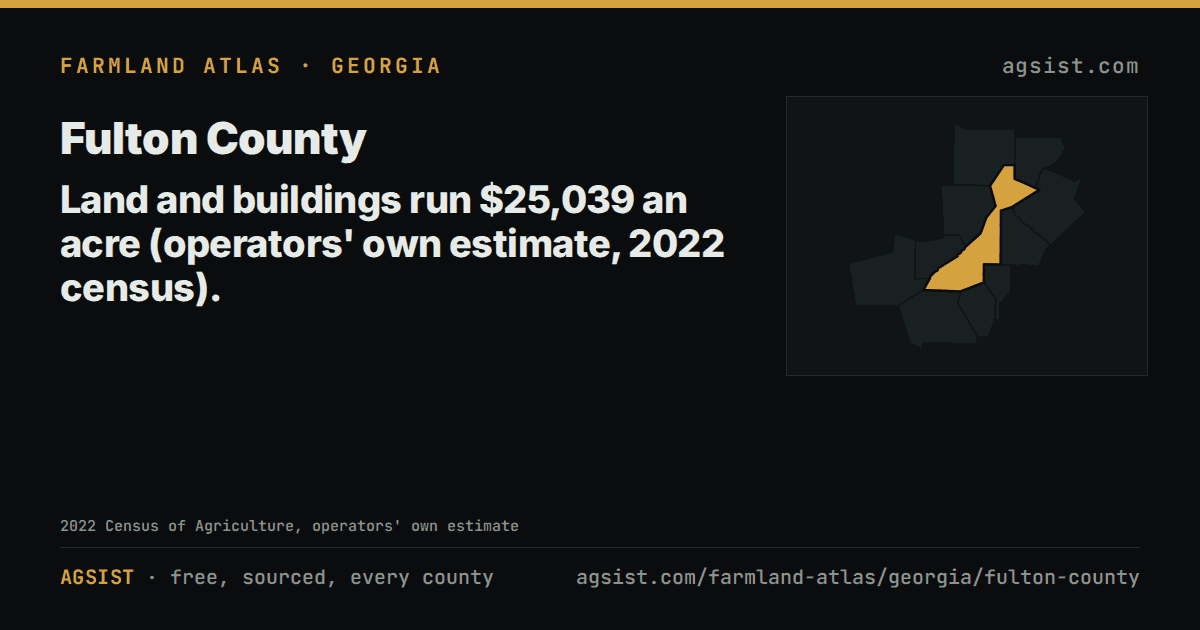 FARMLAND ATLAS · GEORGIA
agsist.com
Fulton County
Land and buildings run $25,039 an
acre (operators' own estimate, 2022
census).
2022 Census of Agriculture, operators' own estimate
AGSIST · free, sourced, every county
agsist.com/farmland-atlas/georgia/fulton-county